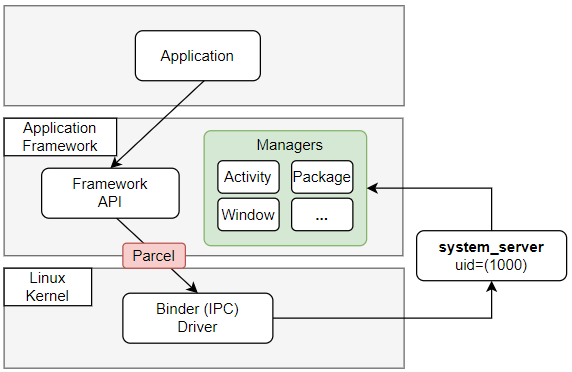 Application
Application
Framework
Managers
Activity
Package
Window
...
Framework
API
Parcel
system_server
uid=(1000)
Linux
Kernel
Binder (IPC)
Driver